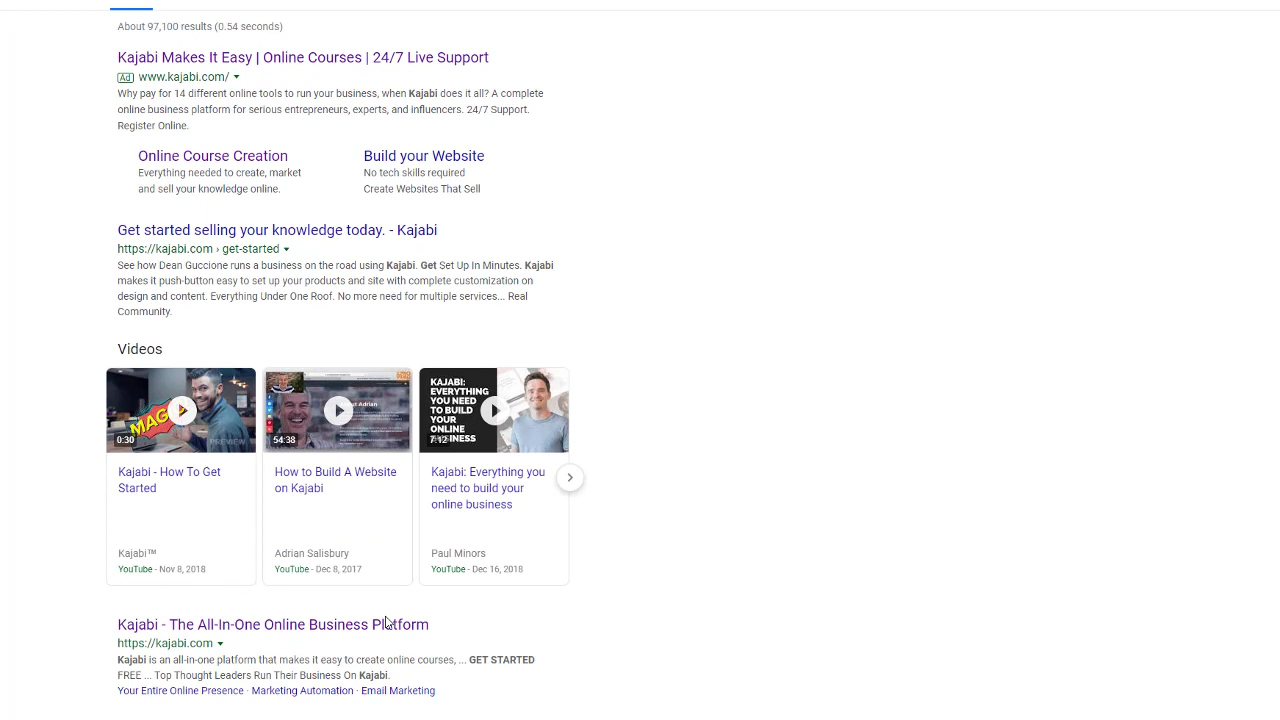 About 97,100 results (0.54 seconds)
Kajabi Makes It Easy | Online Courses | 24/7 Live Support
Ad www.kajabi.com/
Why pay for 14 different online tools to run your business, when Kajabi does it all? A complete
online business platform for serious entrepreneurs, experts, and influencers. 24/7 Support.
Register Online.
Online Course Creation
Everything needed to create, market
and sell your knowledge online.
Build your Website
No tech skills required
Create Websites That Sell
Get started selling your knowledge today. - Kajabi
https://kajabi.com › get-started
See how Dean Guccione runs a business on the road using Kajabi. Get Set Up In Minutes. Kajabi
makes it push-button easy to set up your products and site with complete customization on
design and content. Everything Under One Roof. No more need for multiple services... Real
Community.
Videos
0:30
PREVIEW
Kajabi - How To Get
Started
Kajabi™
YouTube - Nov 8, 2018
54:38
How to Build A Website
on Kajabi
Adrian Salisbury
YouTube - Dec 8, 2017
KAJABI:
EVERYTHING
YOU NEED
TO BUILD
YOUR
ONLINE
Kajabi: Everything you
need to build your
online business
Paul Minors
YouTube - Dec 16, 2018
Kajabi - The All-In-One Online Business Platform
https://kajabi.com
Kajabi is an all-in-one platform that makes it easy to create online courses, ... GET STARTED
FREE ... Top Thought Leaders Run Their Business On Kajabi.
Your Entire Online Presence · Marketing Automation · Email Marketing